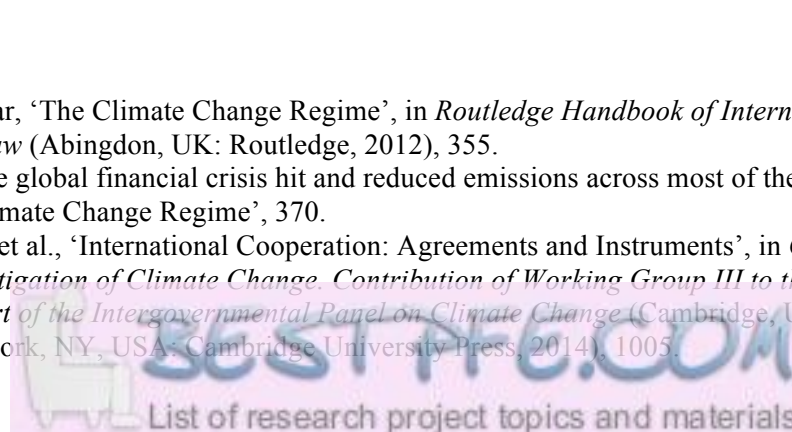 ar, ‘The Climate Change Regime’, in Routledge Handbook of Intern
aw (Abingdon, UK: Routledge, 2012), 355.
e global financial crisis hit and reduced emissions across most of the
mate Change Regime’, 370.
et al., ‘International Cooperation: Agreements and Instruments’, in
tigation of Climate Change. Contribution of Working Group III to th
rt of the Intergovernmental Panel on Climate Change (Cambridge, U
ork, NY, USA: Cambridge University Press, 2014), 1005.
BESTPFE.COM
List of research project topics and materials